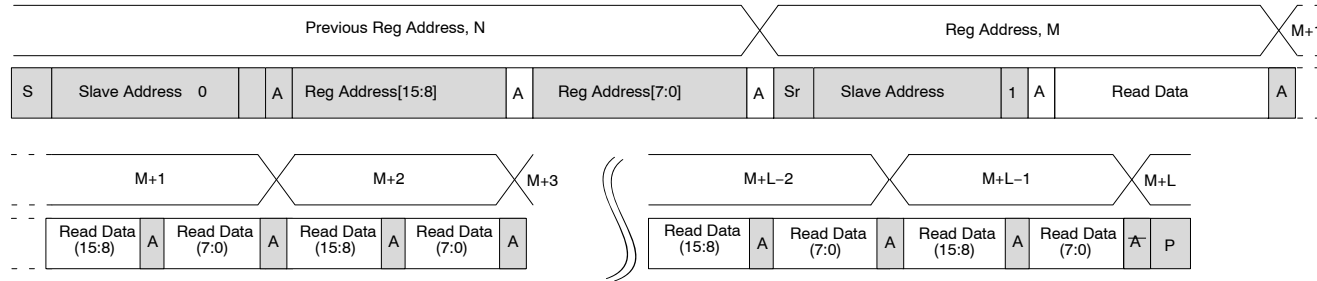 Previous Reg Address, N Reg Address, M M+1
S Slave Address 0 A Reg Address[15:8] A Reg Address[7:0] A Sr Slave Address 1 A Read Data A
M+1 M+2 M+3 M+L−2 M+L−1 M+L
Read Data A Read Data A Read Data A Read Data A Read Data A Read Data A Read Data A Read Data A P
(15:8) (7:0) (15:8) (7:0) (15:8) (7:0) (15:8) (7:0)